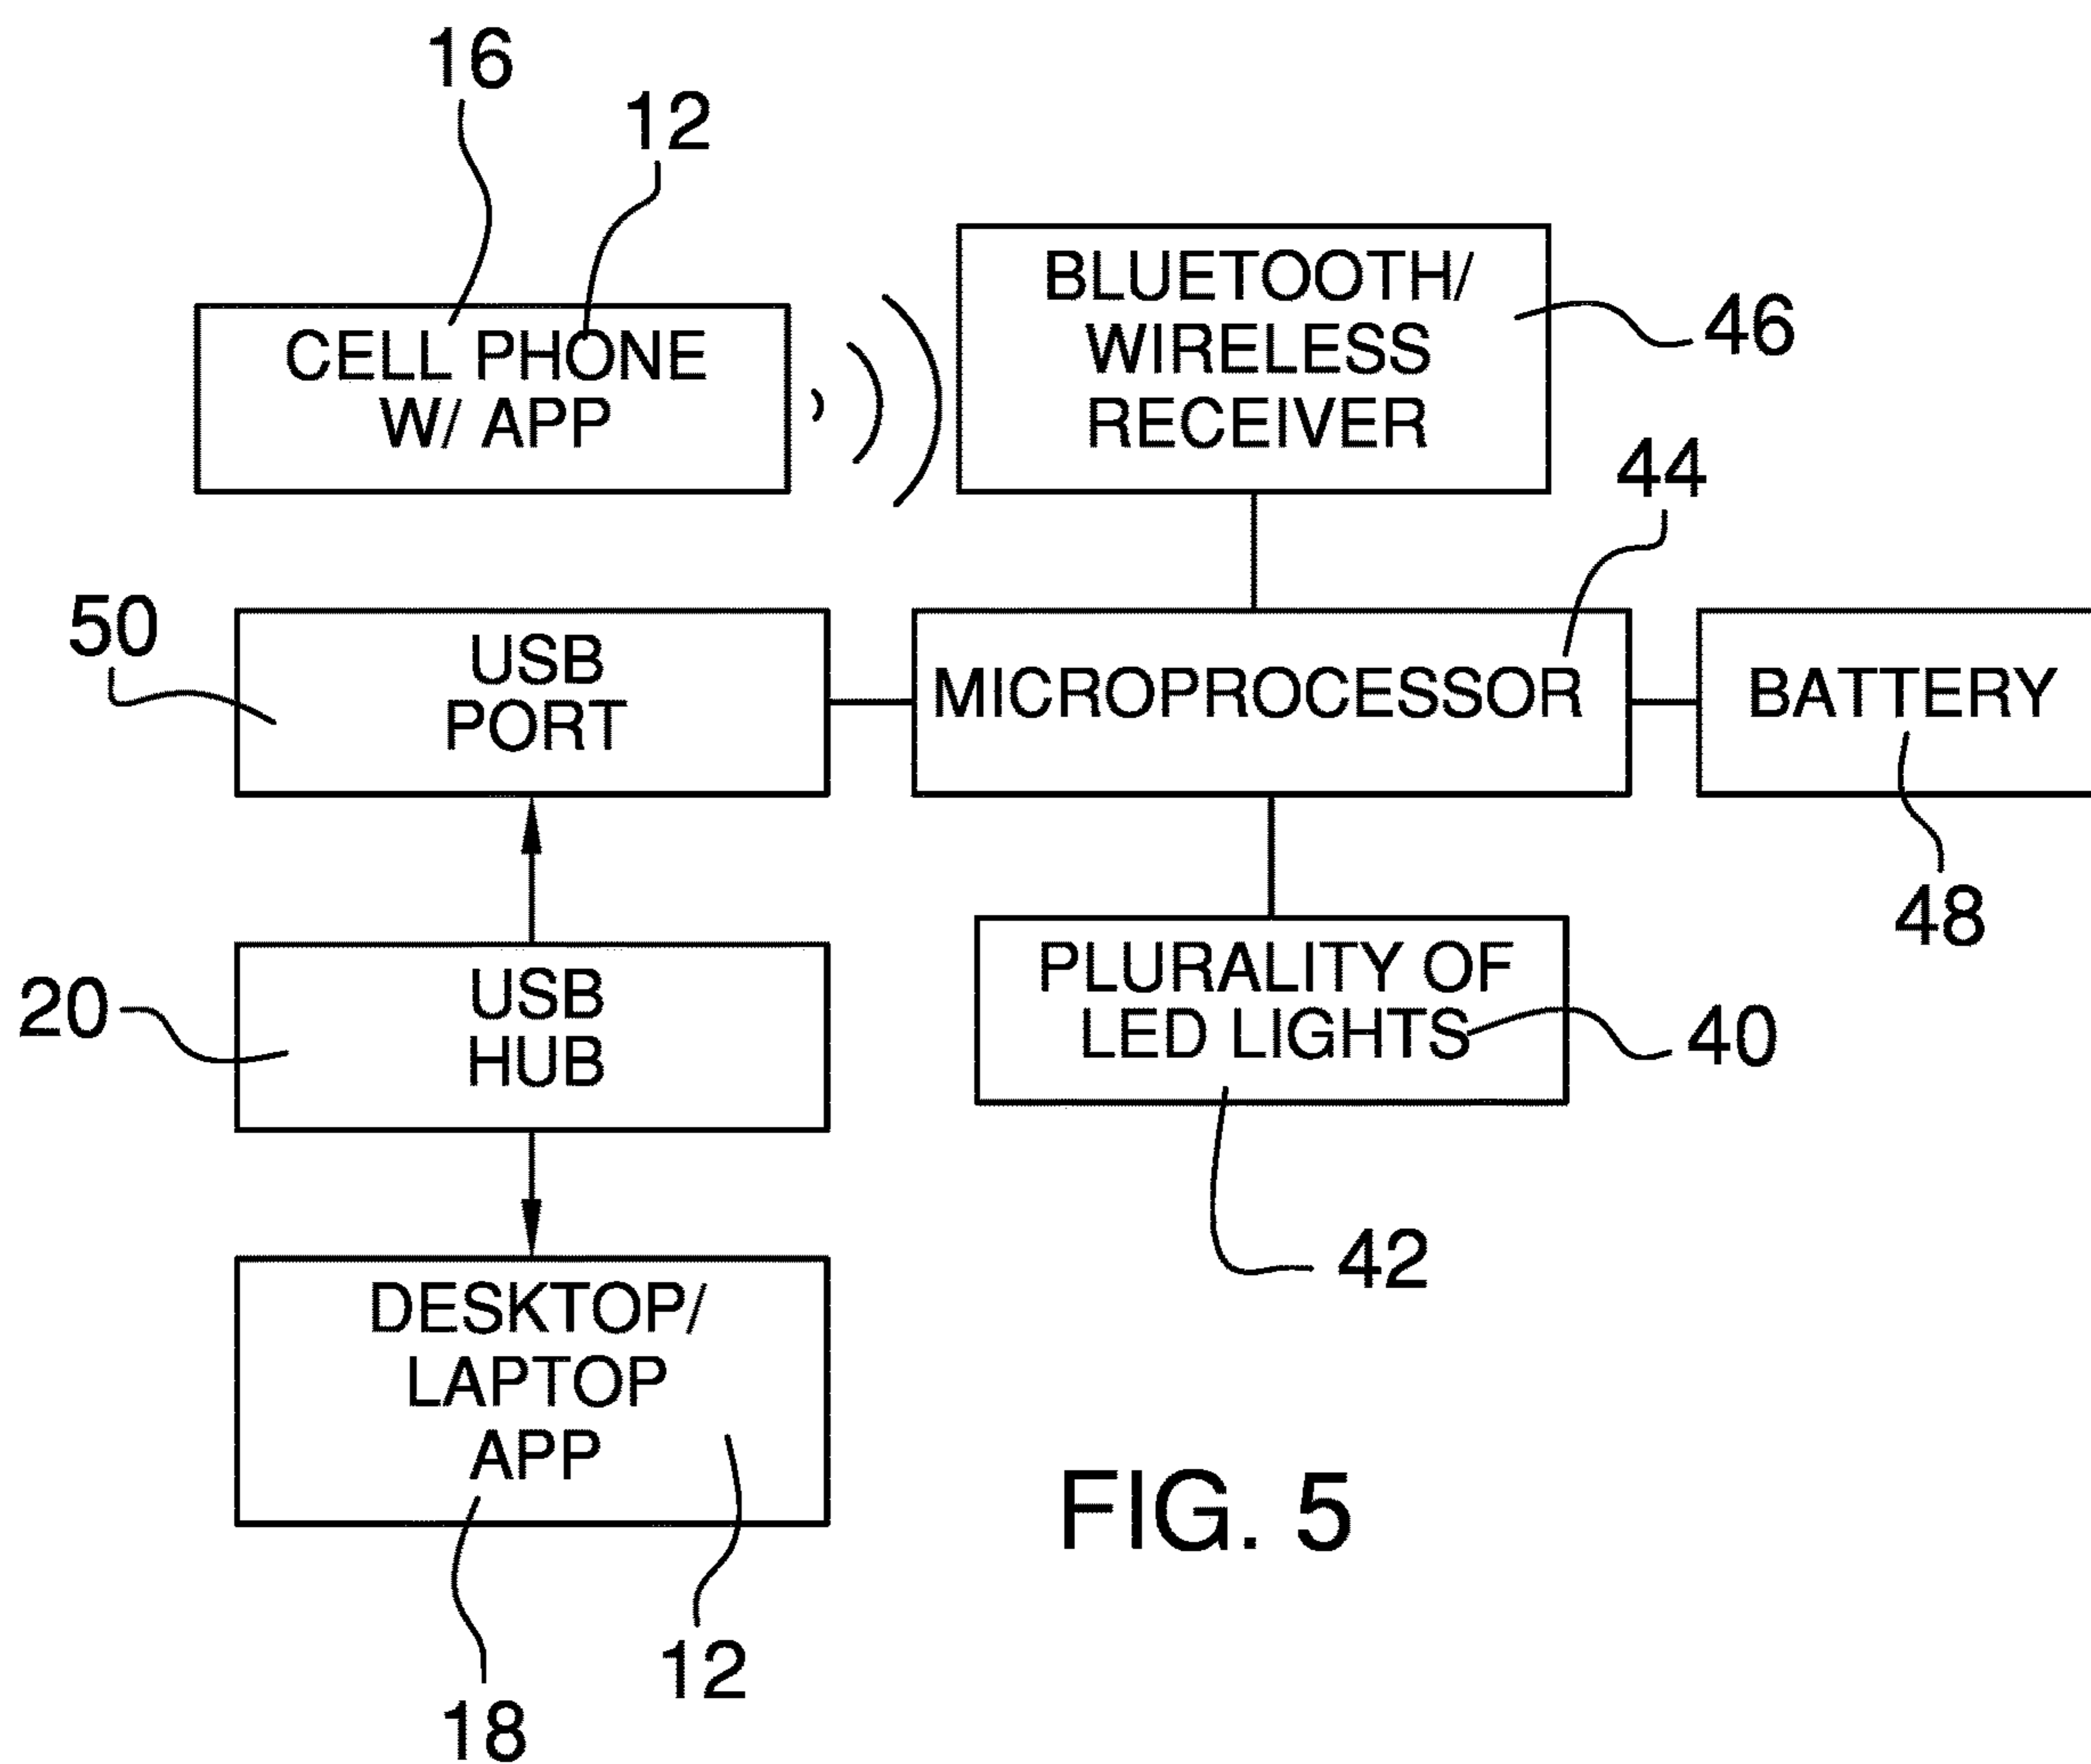 16
12
CELL PHONE
W/ APP
BLUETOOTH/
WIRELESS
RECEIVER
46
44
50
USB
PORT
MICROPROCESSOR
BATTERY
48
20
USB
HUB
PLURALITY OF
LED LIGHTS
40
42
DESKTOP/
LAPTOP
APP
12
18
FIG. 5